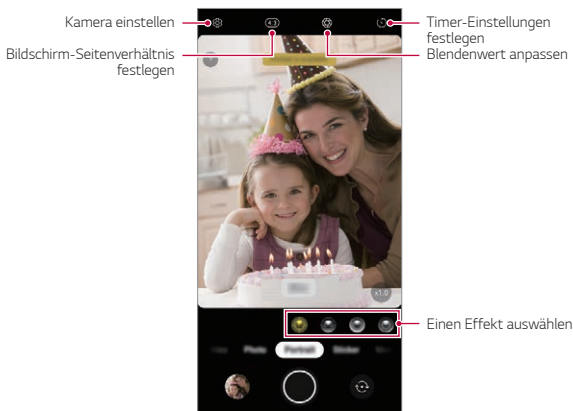 Kamera einstellen
Bildschirm-Seitenverhältnis
festlegen
Timer-Einstellungen
festlegen
Blendenwert anpassen
4:3
x1.0
Einen Effekt auswählen
Photo
Portrait
Sticker